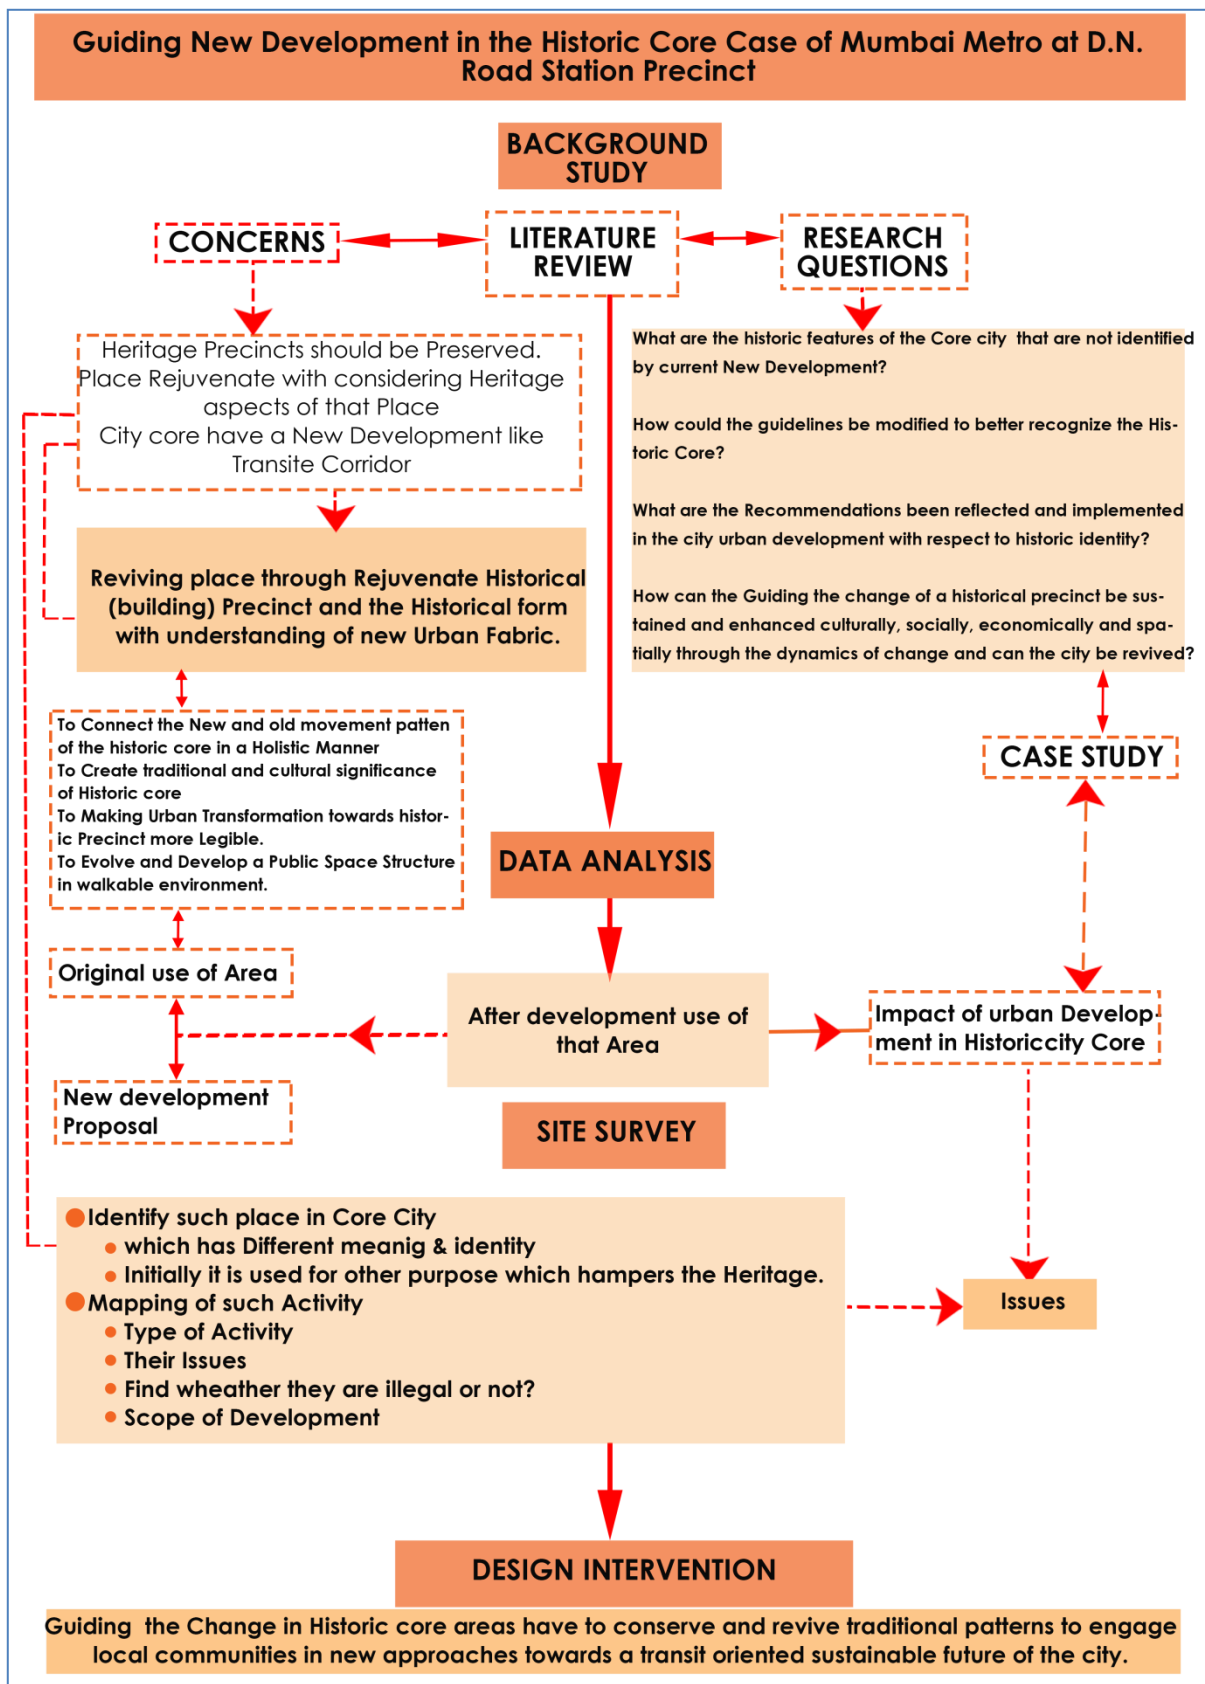 Guiding New Development in the Historic Core Case of Mumbai Metro at D.N.
Road Station Precinct
BACKGROUND
STUDY
CONCERNS
LITERATURE
REVIEW
RESEARCH
QUESTIONS
Heritage Precincts should be Preserved.
Place Rejuvenate with considering Heritage
aspects of that Place
City core have a New Development like
Transite Corridor
What are the historic features of the Core city that are not identified
by current New Development?
How could the guidelines be modified to better recognize the His-
toric Core?
What are the Recommendations been reflected and implemented
in the city urban development with respect to historic identity?
How can the Guiding the change of a historical precinct be sus-
tained and enhanced culturally, socially, economically and spa-
tially through the dynamics of change and can the city be revived?
Reviving place through Rejuvenate Historical
(building) Precinct and the Historical form
with understanding of new Urban Fabric.
To Connect the New and old movement patten
of the historic core in a Holistic Manner
To Create traditional and cultural significance
of Historic core
To Making Urban Transformation towards histor-
ic Precinct more Legible.
To Evolve and Develop a Public Space Structure
in walkable environment.
CASE STUDY
DATA ANALYSIS
Original use of Area
After development use of
that Area
Impact of urban Develop-
ment in Historiccity Core
New development
Proposal
SITE SURVEY
Identify such place in Core City
which has Different meanig & identity
Initially it is used for other purpose which hampers the Heritage.
Mapping of such Activity
Type of Activity
Their Issues
Find wheather they are illegal or not?
Scope of Development
Issues
DESIGN INTERVENTION
Guiding the Change in Historic core areas have to conserve and revive traditional patterns to engage
local communities in new approaches towards a transit oriented sustainable future of the city.